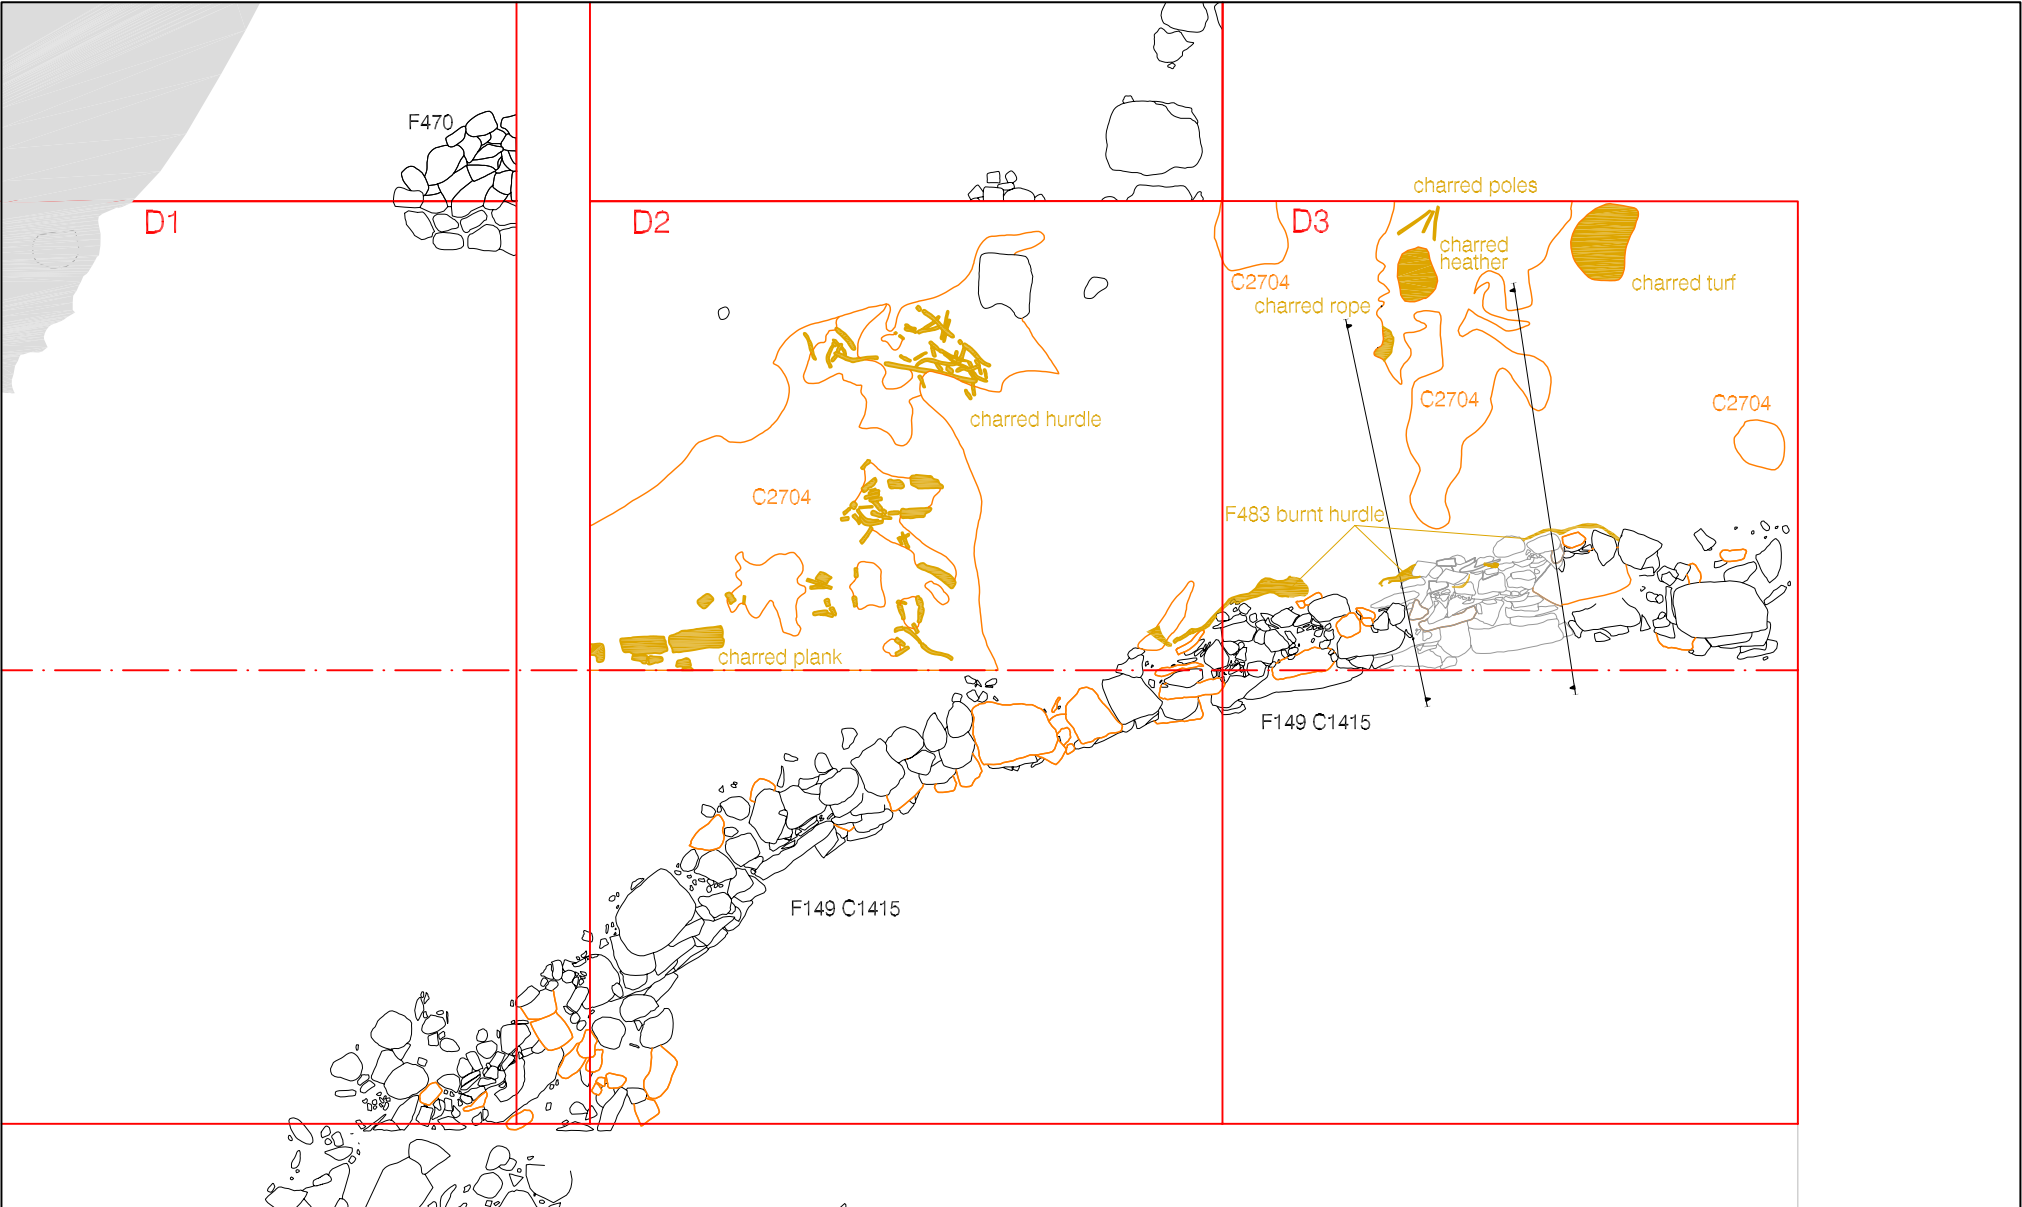 F470
charred poles
D1
D2
D3
charred
heather
C2704
charred turf
charred rope
C2704
C2704
charred hurdle
C2704
F483 burnt hurdle
charred plank
F149 C1415
F149 C1415